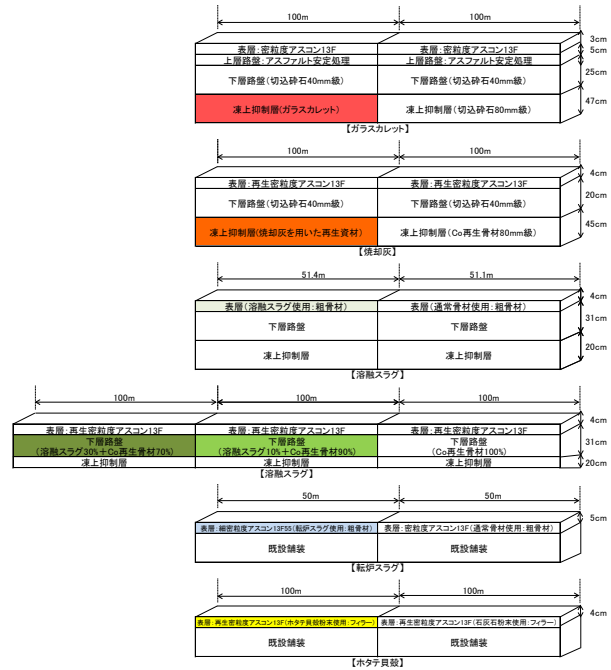 100m 100m
3cm
表層:密粒度アスコン13F 表層:密粒度アスコン13F
5cm
上層路盤:アスファルト安定処理 上層路盤:アスファルト安定処理
下層路盤(切込砕石40mm級) 下層路盤(切込砕石40mm級)
25cm
凍上抑制層(ガラスカレット) 凍上抑制層(切込砕石80mm級)
47cm
【ガラスカレット】
100m 100m
4cm
表層:再生密粒度アスコン13F 表層:再生密粒度アスコン13F
下層路盤(切込砕石40mm級) 下層路盤(切込砕石40mm級)
20cm
凍上抑制層(焼却灰を用いた再生資材) 凍上抑制層(Co再生骨材80mm級)
45cm
【焼却灰】
51.4m 51.1m
4cm
表層(溶融スラグ使用:粗骨材) 表層(通常骨材使用:粗骨材)
下層路盤 下層路盤
31cm
凍上抑制層 凍上抑制層
20cm
【溶融スラグ】
100m 100m 100m
4cm
表層:再生密粒度アスコン13F 表層:再生密粒度アスコン13F 表層:再生密粒度アスコン13F
下層路盤 下層路盤 下層路盤
31cm
(溶融スラグ30%+Co再生骨材70%) (溶融スラグ10%+Co再生骨材90%) (Co再生骨材100%)
凍上抑制層 凍上抑制層 凍上抑制層
20cm
【溶融スラグ】
50m 50m
5cm
表層:細密粒度アスコン13F55(転炉スラグ使用:粗骨材) 表層:密粒度アスコン13F(通常骨材使用:粗骨材)
既設舗装 既設舗装
【転炉スラグ】
100m 100m
4cm
表層:再生密粒度アスコン13F(ホタテ貝殻粉末使用:フィラー) 表層:再生密粒度アスコン13F(石灰石粉末使用:フィラー)
既設舗装 既設舗装
【ホタテ貝殻】